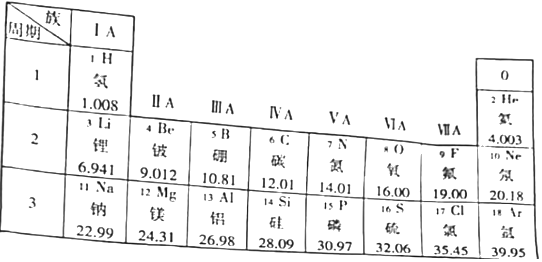 族
周期
I A
0
1
1 H
氢
1.008
II A
III A
IV A
V A
VI A
VII A
2 He
氦
4.003
2
3 Li
锂
6.941
4 Be
铍
9.012
5 B
硼
10.81
6 C
碳
12.01
7 N
氮
14.01
8 O
氧
16.00
9 F
氟
19.00
10 Ne
氖
20.18
3
11 Na
钠
22.99
12 Mg
镁
24.31
13 Al
铝
26.98
14 Si
硅
28.09
15 P
磷
30.97
16 S
硫
32.06
17 Cl
氯
35.45
18 Ar
氩
39.95